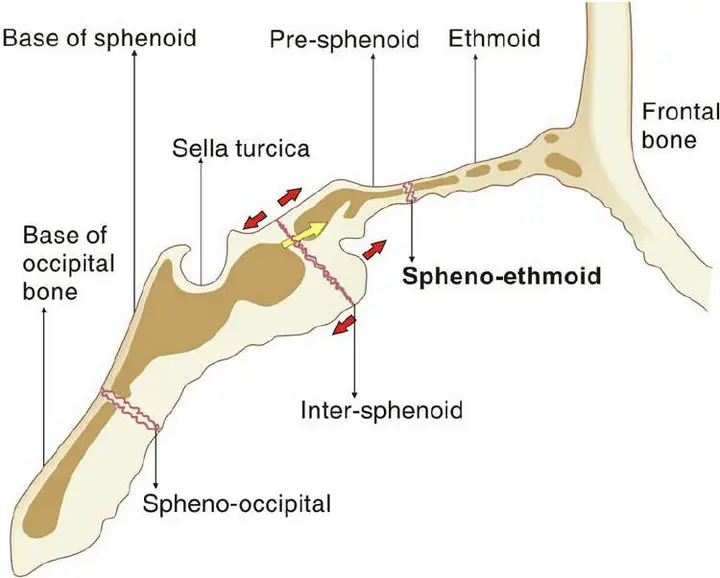 Base of sphenoid
Pre-sphenoid
Ethmoid
Frontal
bone
Sella turcica
Base of
occipital
bone
Spheno-ethmoid
Inter-sphenoid
Spheno-occipital